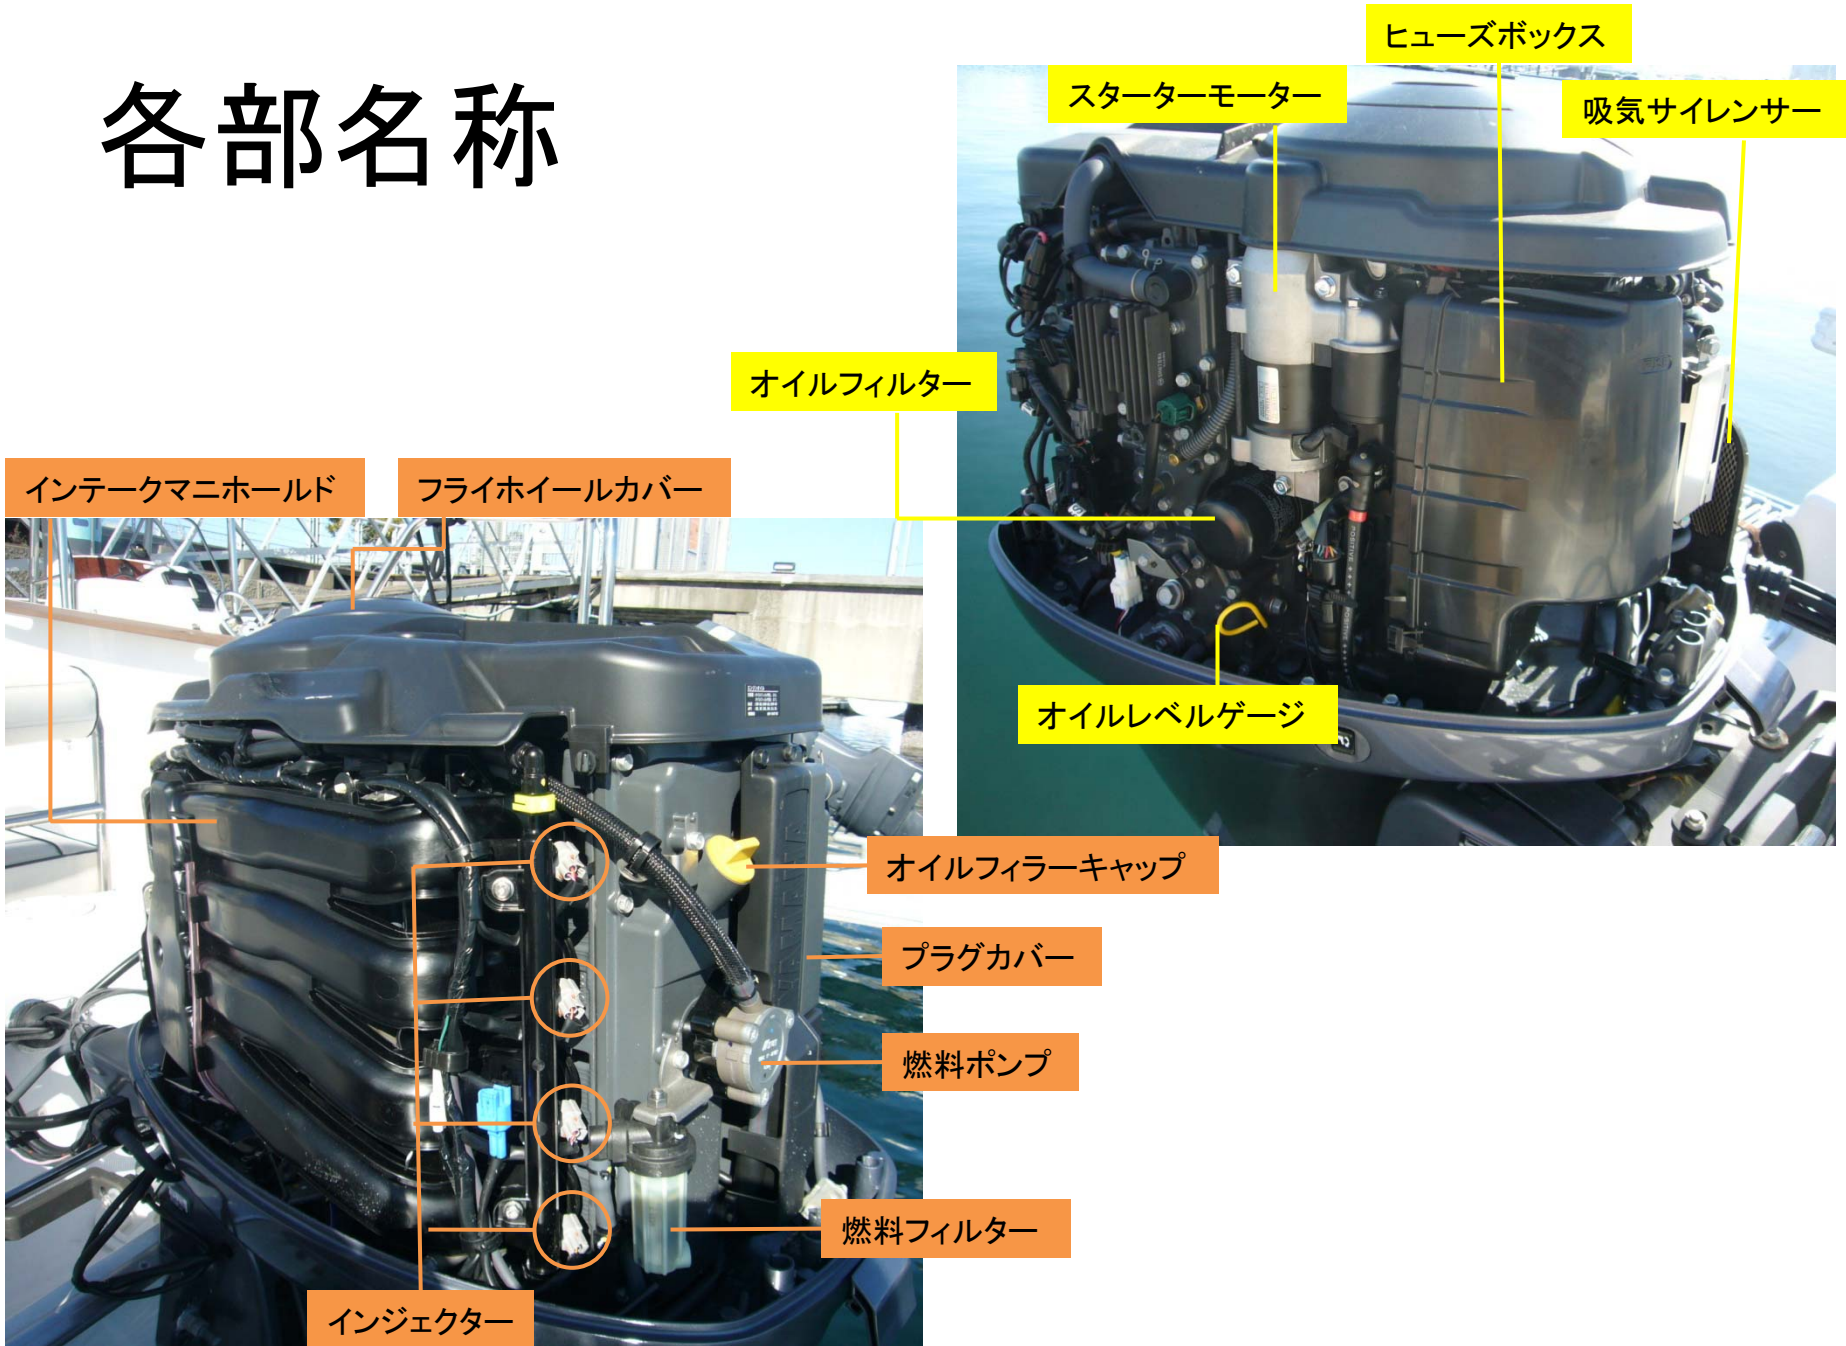 各部名称
ヒューズボックス
スターターモーター
吸気サイレンサー
オイルフィルター
オイルレベルゲージ
インテークマニホールド
フライホイールカバー
オイルフィラーキャップ
プラグカバー
燃料ポンプ
燃料フィルター
インジェクター
YAMAHA
POSITIVE
POSITIVE